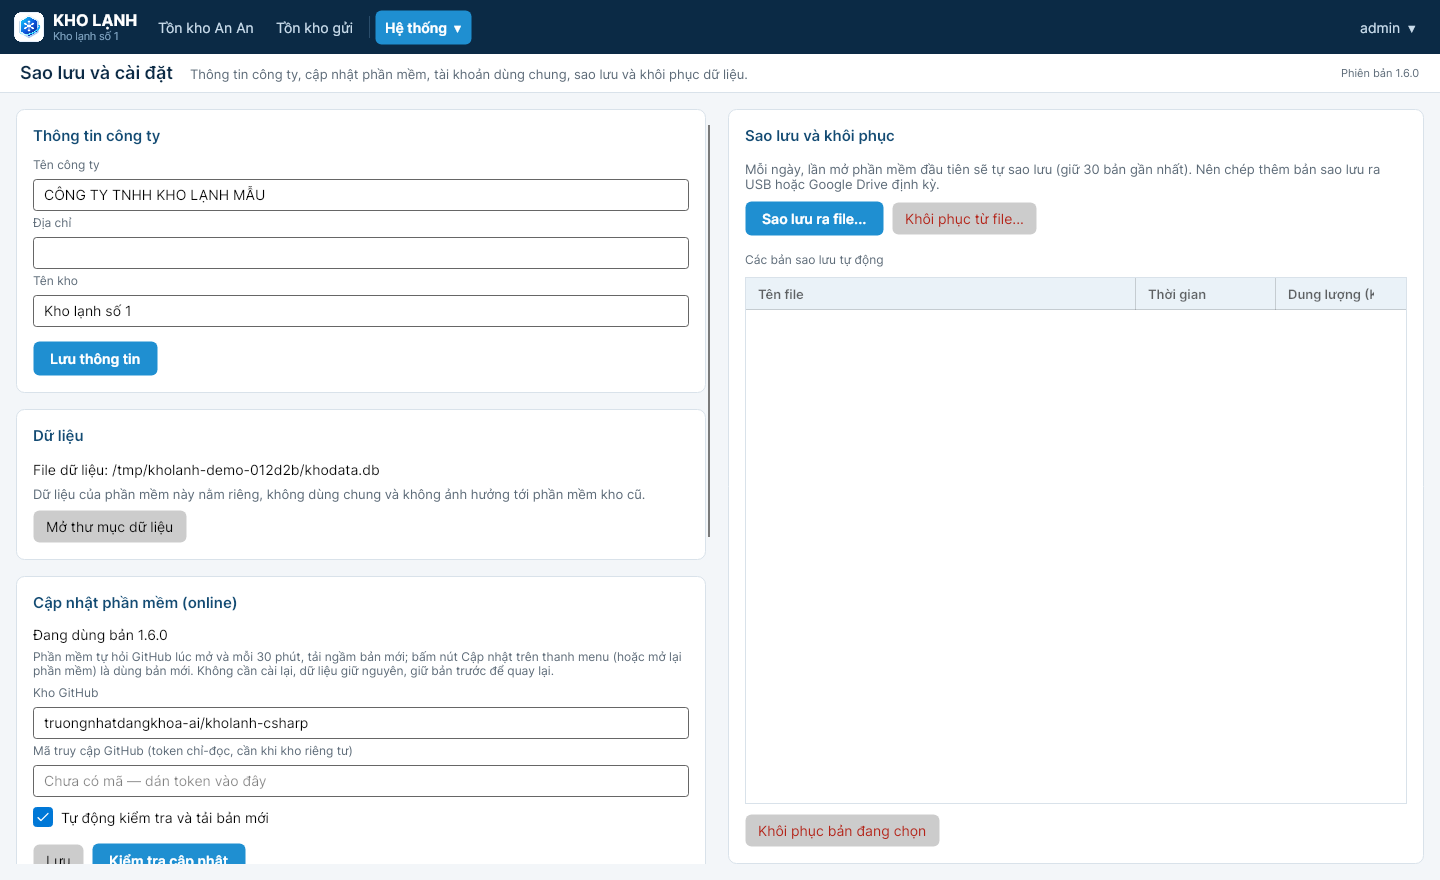 KHO LẠNH
Kho lạnh số 1
Tồn kho An An
Tồn kho gửi
Hệ thống ▾
admin ▾
Sao lưu và cài đặt
Thông tin công ty, cập nhật phần mềm, tài khoản dùng chung, sao lưu và khôi phục dữ liệu.
Phiên bản 1.6.0
Thông tin công ty
Tên công ty
CÔNG TY TNHH KHO LẠNH MẪU
Địa chỉ
Tên kho
Kho lạnh số 1
Lưu thông tin
Dữ liệu
File dữ liệu: /tmp/kholanh-demo-012d2b/khodata.db
Dữ liệu của phần mềm này nằm riêng, không dùng chung và không ảnh hưởng tới phần mềm kho cũ.
Mở thư mục dữ liệu
Cập nhật phần mềm (online)
Đang dùng bản 1.6.0
Phần mềm tự hỏi GitHub lúc mở và mỗi 30 phút, tải ngầm bản mới; bấm nút Cập nhật trên thanh menu (hoặc mở lại
phần mềm) là dùng bản mới. Không cần cài lại, dữ liệu giữ nguyên, giữ bản trước để quay lại.
Kho GitHub
truongnhatdangkhoa-ai/kholanh-csharp
Mã truy cập GitHub (token chỉ-đọc, cần khi kho riêng tư)
Chưa có mã — dán token vào đây
Tự động kiểm tra và tải bản mới
Lưu
Kiểm tra cập nhật
Sao lưu và khôi phục
Mỗi ngày, lần mở phần mềm đầu tiên sẽ tự sao lưu (giữ 30 bản gần nhất). Nên chép thêm bản sao lưu ra
USB hoặc Google Drive định kỳ.
Sao lưu ra file...
Khôi phục từ file...
Các bản sao lưu tự động
Tên file
Thời gian
Dung lượng (K
Khôi phục bản đang chọn